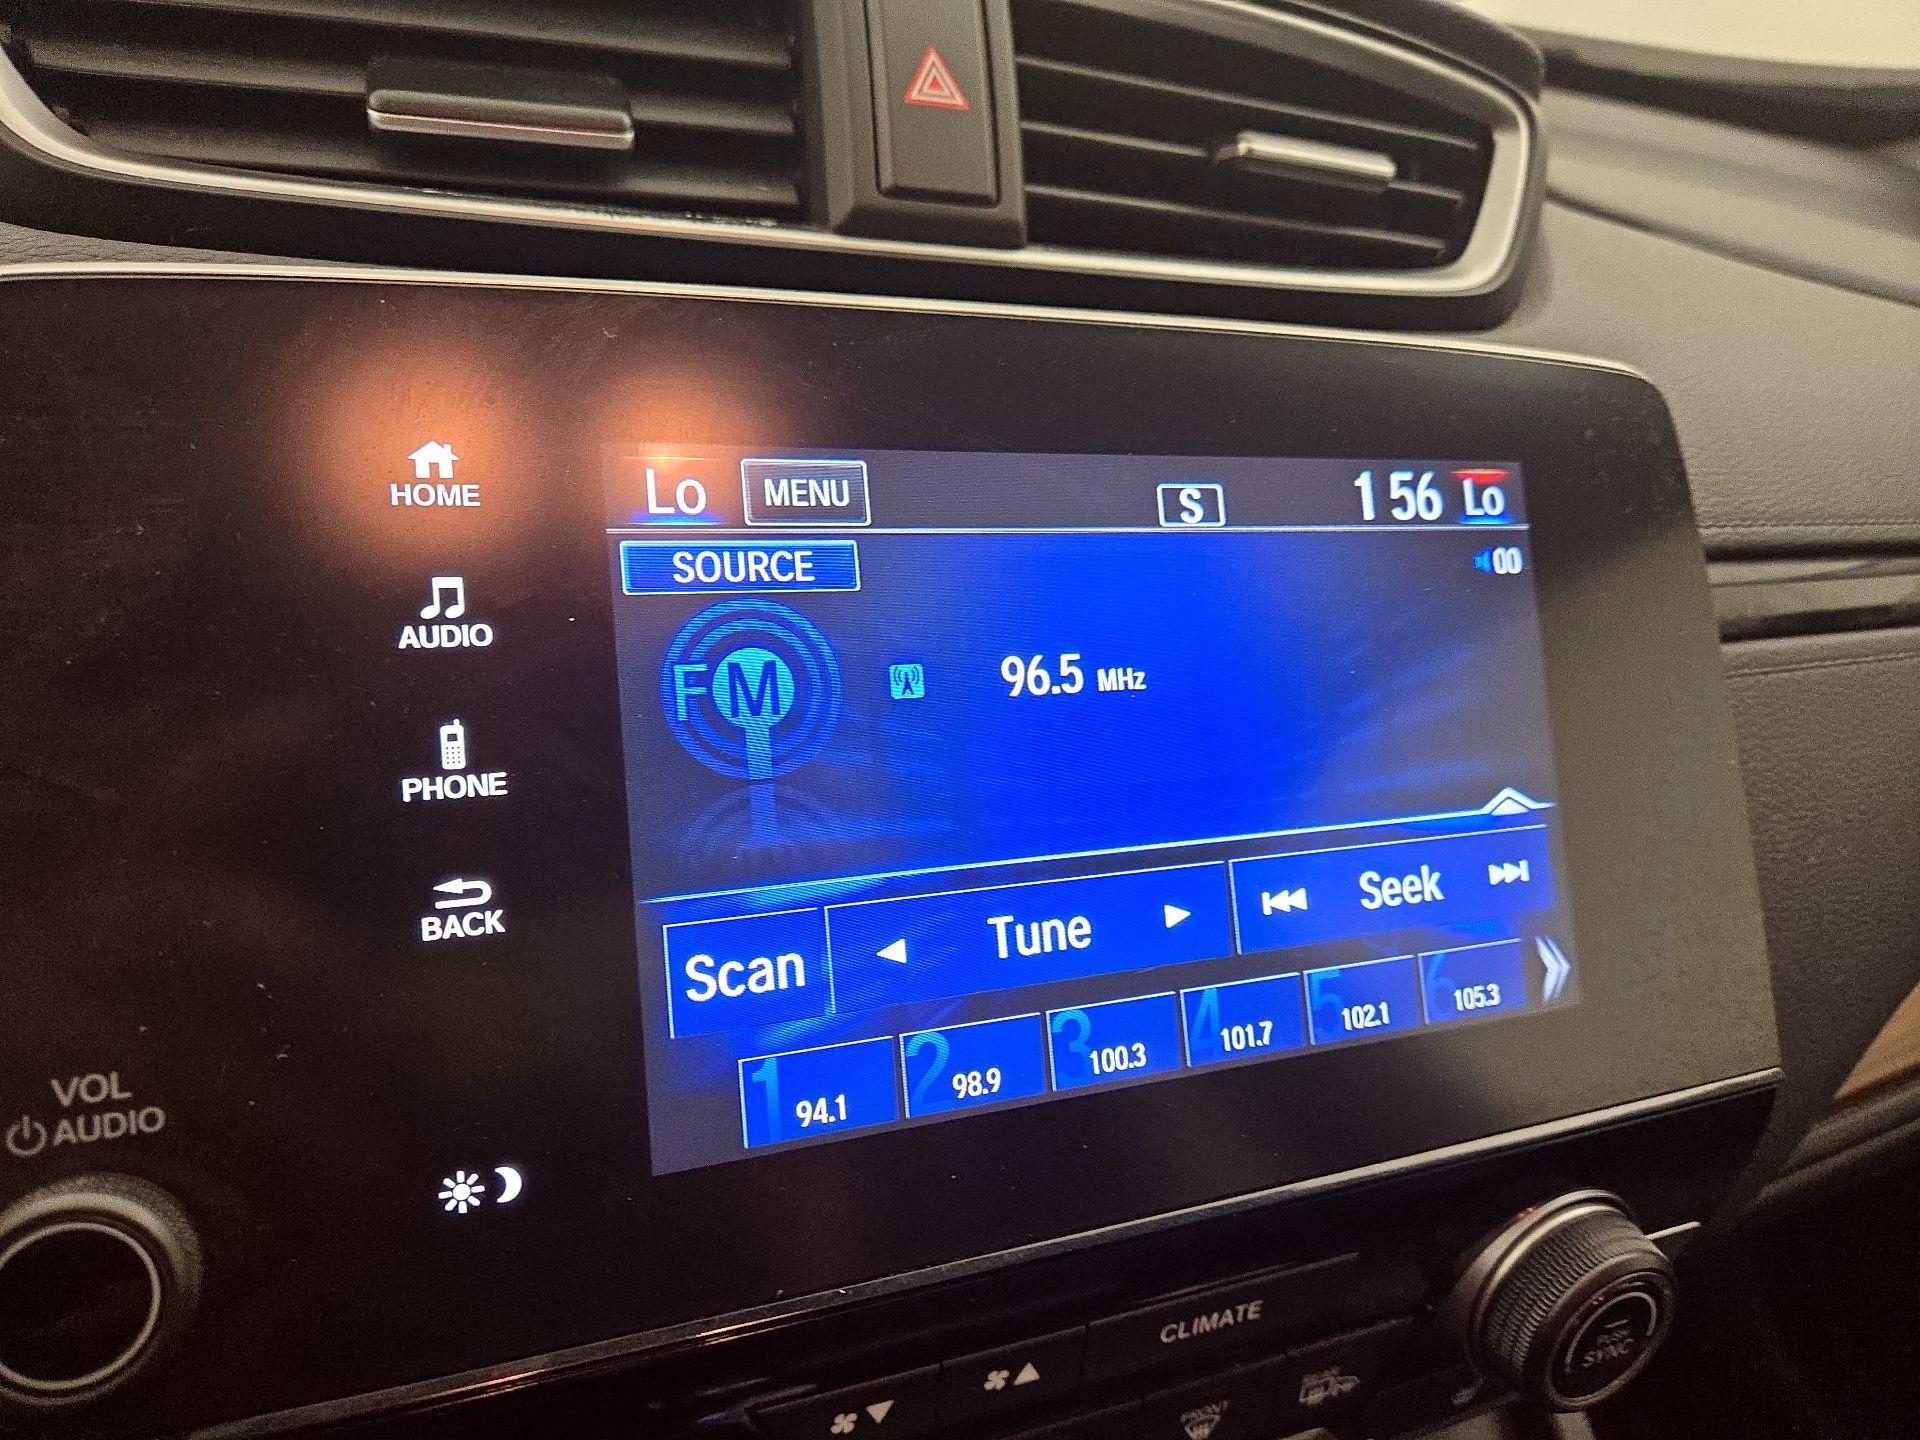 Lo MENU S 1 56 Lo
SOURCE 00
FM 96.5 MHz
HOME
AUDIO
PHONE
BACK
Scan Tune Seek
1 94.1 2 98.9 3 100.3 4 101.7 5 102.1 6 105.3
VOL
AUDIO
CLIMATE
SYNC
FRONT
REAR